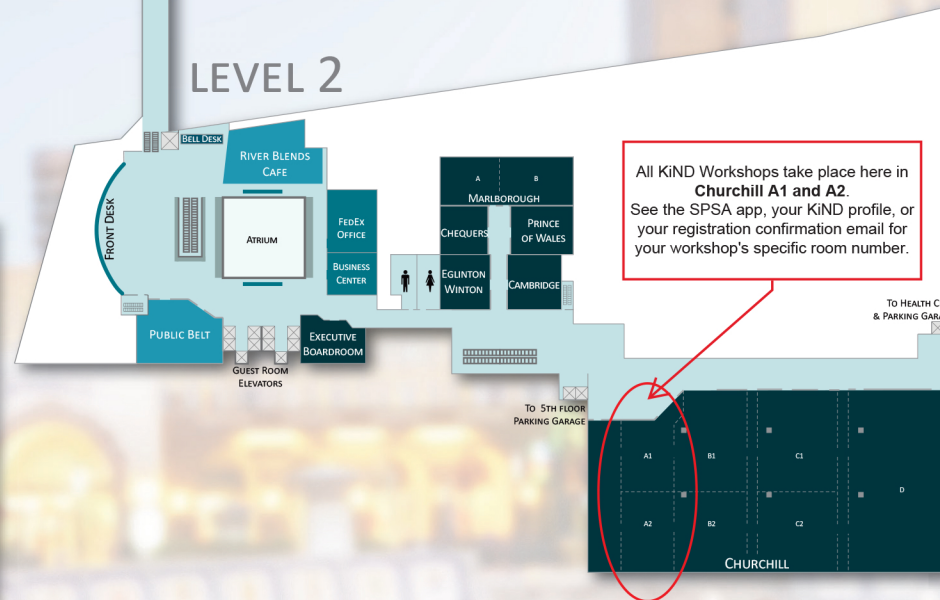 LEVEL 2
BELL DESK
RIVER BLENDS
CAFE
FRONT DESK
ATRIUM
FEDEX
OFFICE
BUSINESS
CENTER
PUBLIC BELT
GUEST ROOM
ELEVATORS
EXECUTIVE
BOARDROOM
A
B
MARLBOROUGH
CHEQUERS
PRINCE
OF WALES
EGLINTON
WINTON
CAMBRIDGE
All KiND Workshops take place here in
Churchill A1 and A2.
See the SPSA app, your KiND profile, or
your registration confirmation email for
your workshop's specific room number.
TO HEALTH C
& PARKING GARA
TO 5TH FLOOR
PARKING GARAGE
A1
B1
C1
D
A2
B2
C2
CHURCHILL